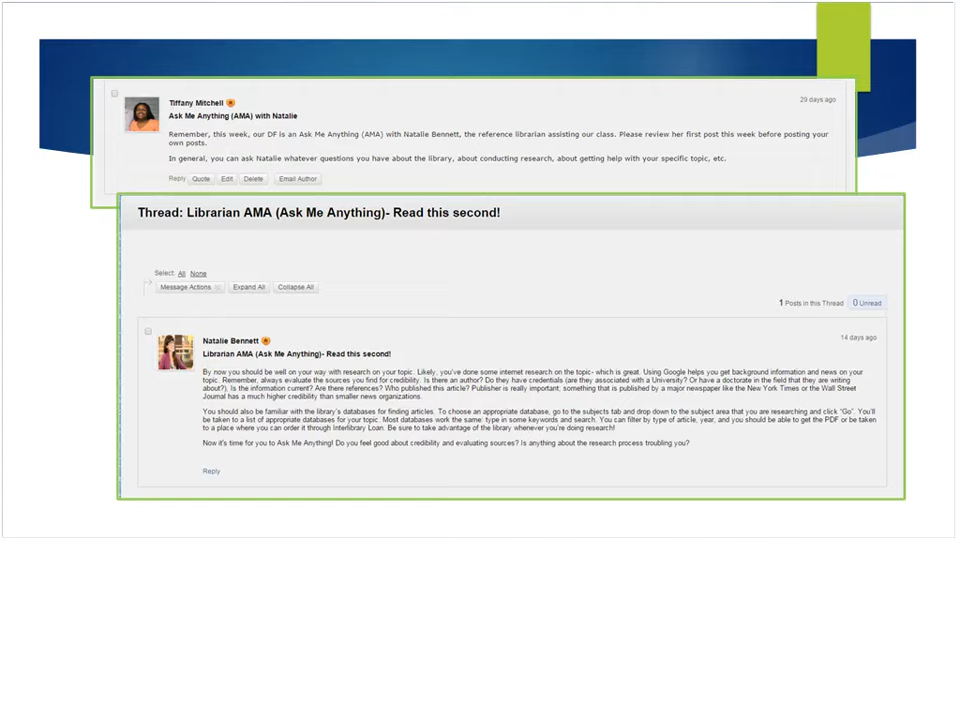 Tiffany Mitchell
29 days ago
Ask Me Anything (AMA) with Natalie
Remember, this week, our DF is an Ask Me Anything (AMA) with Natalie Bennett, the reference librarian assisting our class. Please review her first post this week before posting your
own posts.
In general, you can ask Natalie whatever questions you have about the library, about conducting research, about getting help with your specific topic, etc.
Reply Quote Edit Delete Email Author
Thread: Librarian AMA (Ask Me Anything)- Read this second!
Select: All None
Message Actions Expand All Collapse All
1 Posts in this Thread 0 Unread
Natalie Bennett
14 days ago
Librarian AMA (Ask Me Anything)- Read this second!
By now you should be well on your way with research on your topic. Likely, you've done some internet research on the topic- which is great. Using Google helps you get background information and news on your
topic. Remember, always evaluate the sources you find for credibility. Is there an author? Do they have credentials (are they associated with a University? Or have a doctorate in the field that they are writing
about?). Is the information current? Are there references? Who published this article? Publisher is really important; something that is published by a major newspaper like the New York Times or the Wall Street
Journal has a much higher credibility than smaller news organizations.
You should also be familiar with the library's databases for finding articles. To choose an appropriate database, go to the subjects tab and drop down to the subject area that you are researching and click "Go". You'll
be taken to a list of appropriate databases for your topic. Most databases work the same: type in some keywords and search. You can filter by type of article, year, and you should be able to get the PDF or be taken
to a place where you can order it through Interlibrary Loan. Be sure to take advantage of the library whenever you're doing research!
Now it's time for you to Ask Me Anything! Do you feel good about credibility and evaluating sources? Is anything about the research process troubling you?
Reply